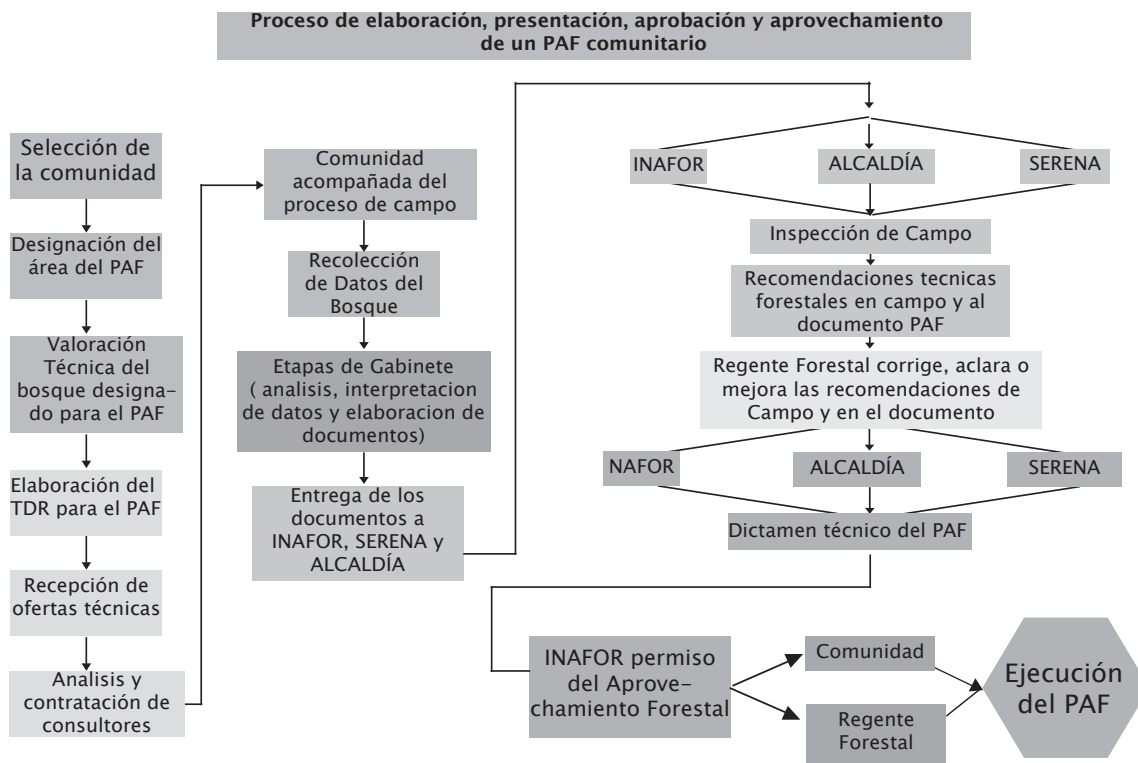 Proceso de elaboración, presentación, aprobación y aprovechamiento
de un PAF comunitario
Selección de
la comunidad
Designación del
área del PAF
Valoración
Técnica del
bosque designa-
do para el PAF
Elaboración del
TDR para el PAF
Recepción de
ofertas técnicas
Analisis y
contratación de
consultores
Comunidad
acompañada del
proceso de campo
Recolección
de Datos del
Bosque
Etapas de Gabinete
( analisis, interpretacion
de datos y elaboracion de
documentos)
Entrega de los
documentos a
INAFOR, SERENA y
ALCALDÍA
INAFOR
ALCALDÍA
SERENA
Inspección de Campo
Recomendaciones tecnicas
forestales en campo y al
documento PAF
Regente Forestal corrige, aclara o
mejora las recomendaciones de
Campo y en el documento
NAFOR
ALCALDÍA
SERENA
Dictamen técnico del PAF
INAFOR permiso
del Aprove-
chamiento Forestal
Comunidad
Regente
Forestal
Ejecución
del PAF